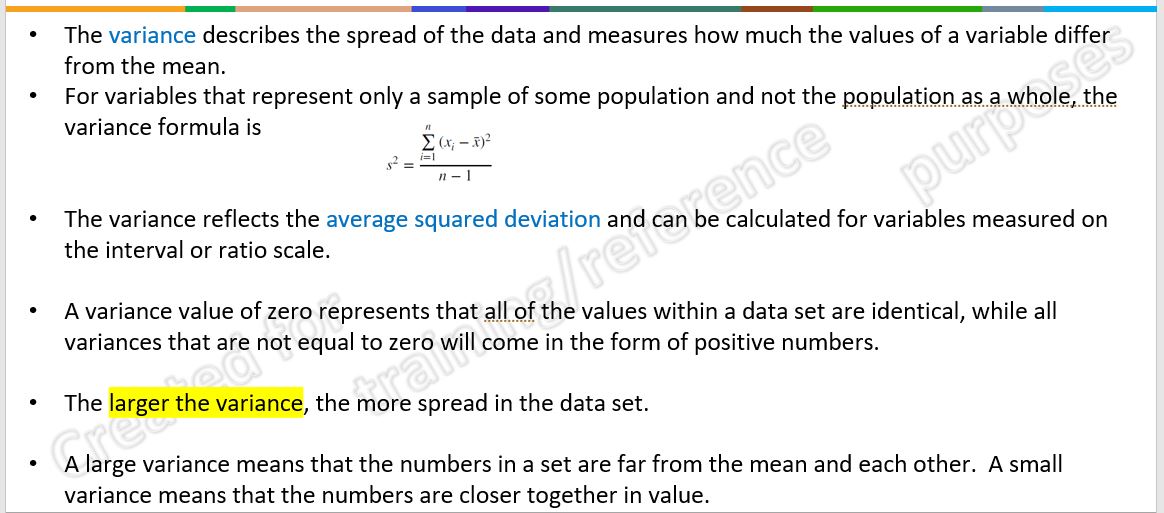 • The variance describes the spread of the data and measures how much the values of a variable differ
from the mean.
• For variables that represent only a sample of some population and not the population as a whole, the
variance formula is
s² = \frac{\sum_{i=1}^{n} (x_i - \bar{x})²}{n - 1}
• The variance reflects the average squared deviation and can be calculated for variables measured on
the interval or ratio scale.
• A variance value of zero represents that all of the values within a data set are identical, while all
variances that are not equal to zero will come in the form of positive numbers.
• The larger the variance, the more spread in the data set.
• A large variance means that the numbers in a set are far from the mean and each other. A small
variance means that the numbers are closer together in value.
Created for
training/reference
purposes